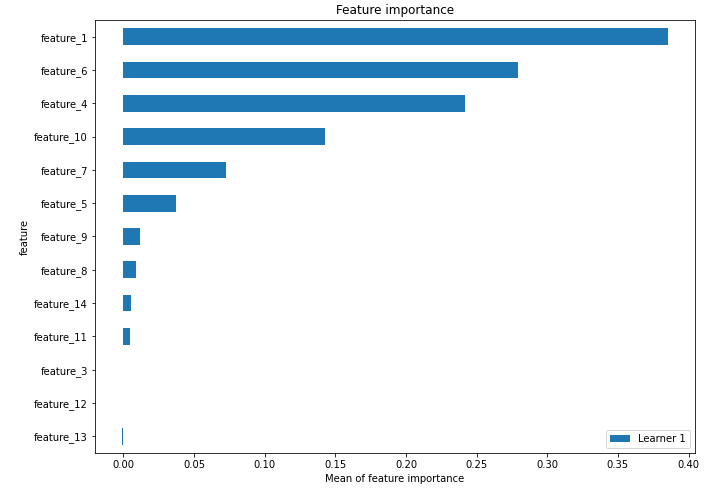 Feature importance
feature_1
feature_6
feature_4
feature_10
feature_7
feature_5
feature_9
feature_8
feature_14
feature_11
feature_3
feature_12
feature_13
feature
Learner 1
0.00 0.05 0.10 0.15 0.20 0.25 0.30 0.35 0.40
Mean of feature importance